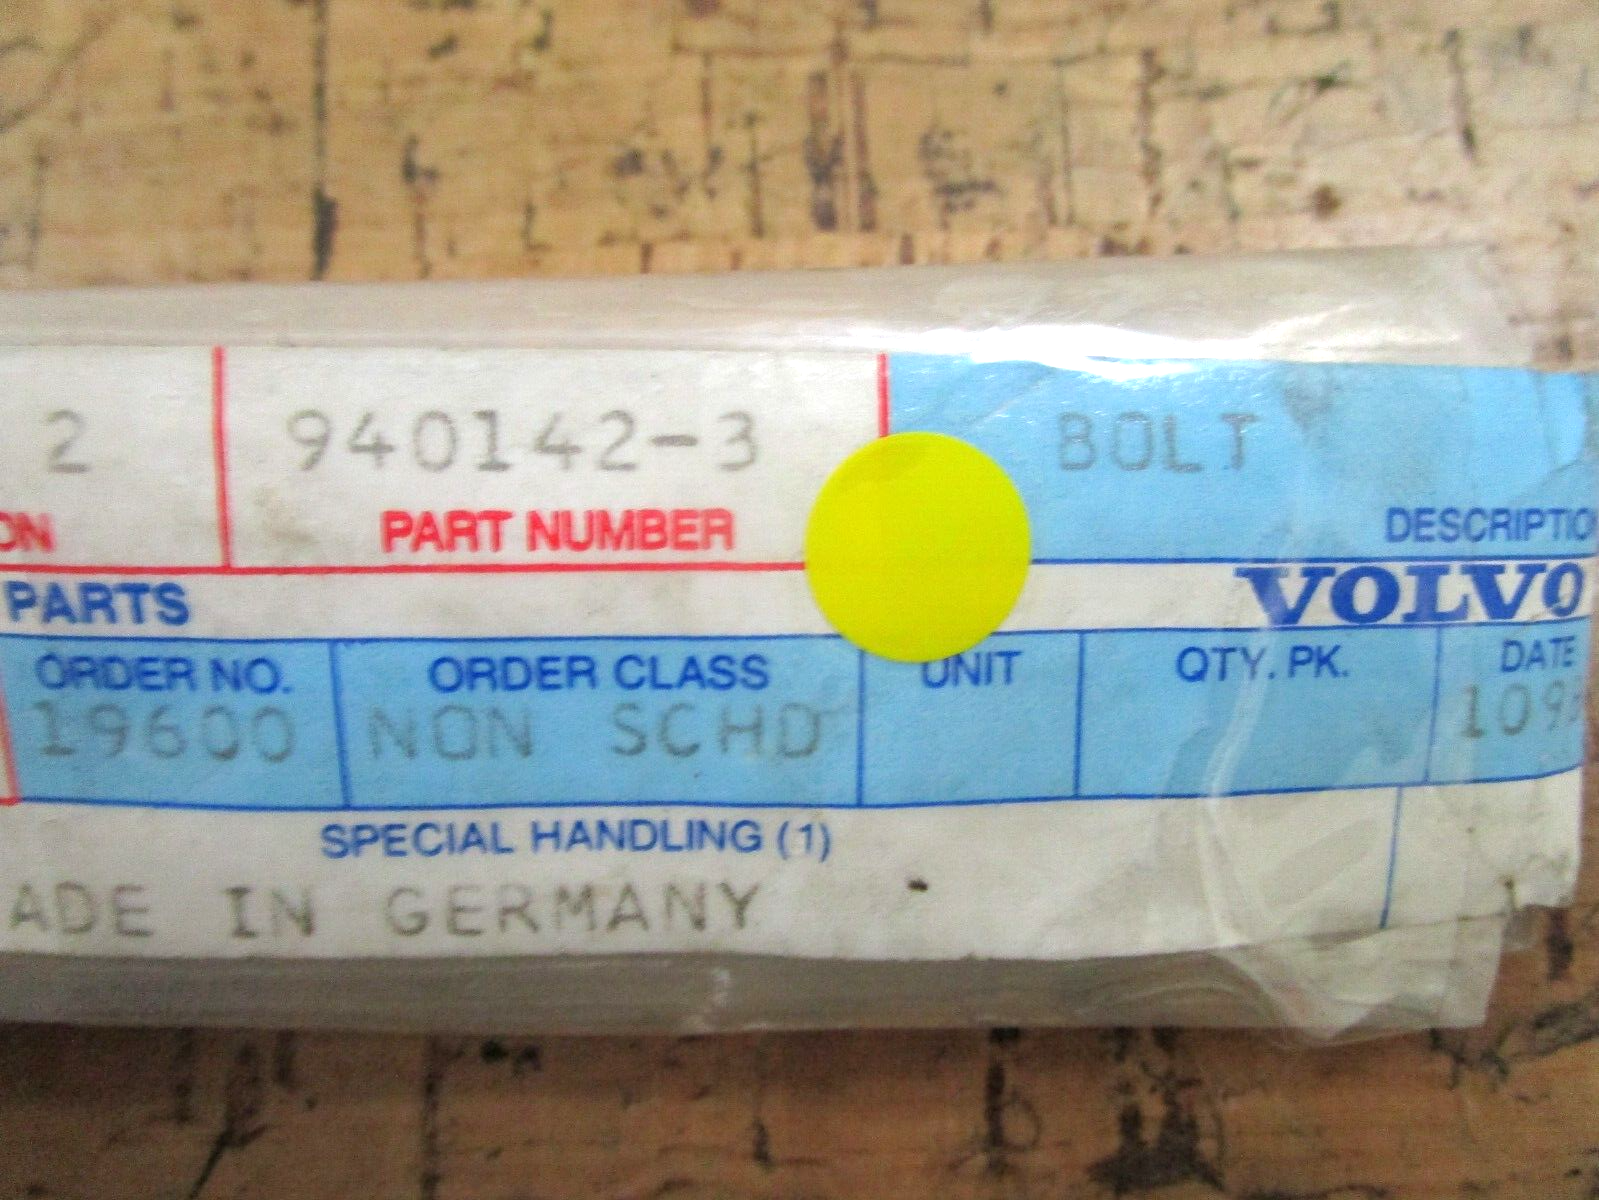 2 940142-3 BOLT
ON PART NUMBER DESCRIPTIO
PARTS VOLVO
ORDER NO. ORDER CLASS UNIT QTY. PK. DATE
19600 NON SCHD 109
SPECIAL HANDLING (1)
ADE IN GERMANY